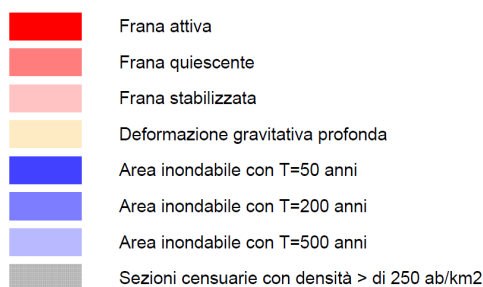 Frana attiva
Frana quiescente
Frana stabilizzata
Deformazione gravitativa profonda
Area inondabile con T=50 anni
Area inondabile con T=200 anni
Area inondabile con T=500 anni
Sezioni censuarie con densità > di 250 ab/km2